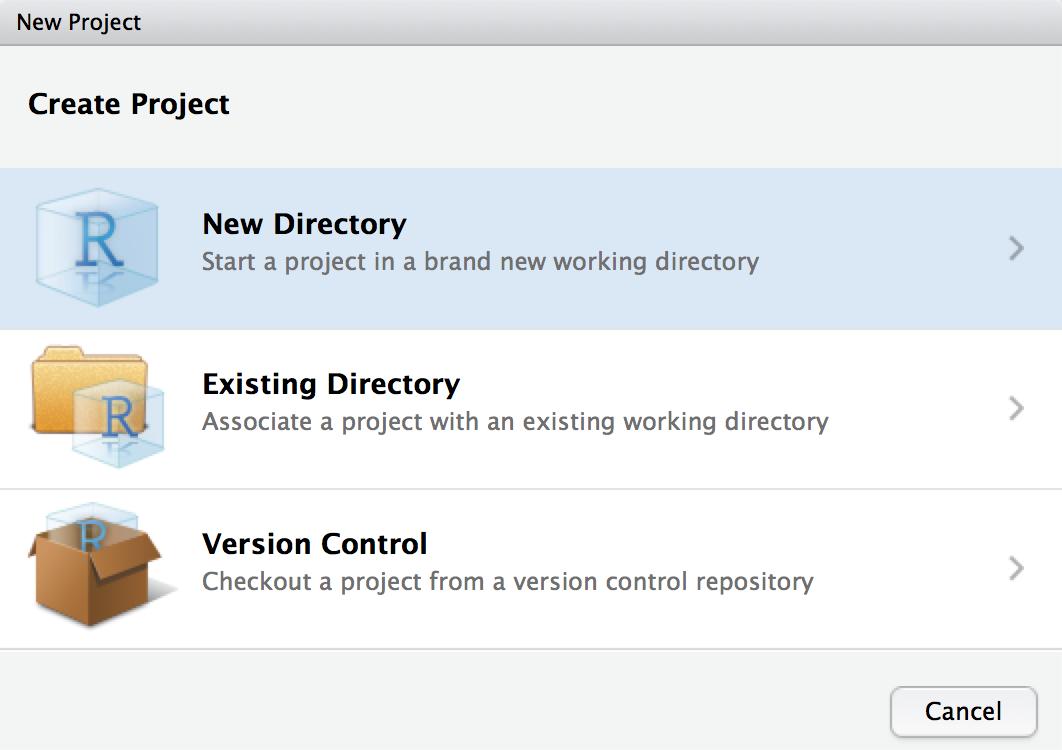 New Project
Create Project
R
New Directory
Start a project in a brand new working directory
R
Existing Directory
Associate a project with an existing working directory
R
Version Control
Checkout a project from a version control repository
Cancel